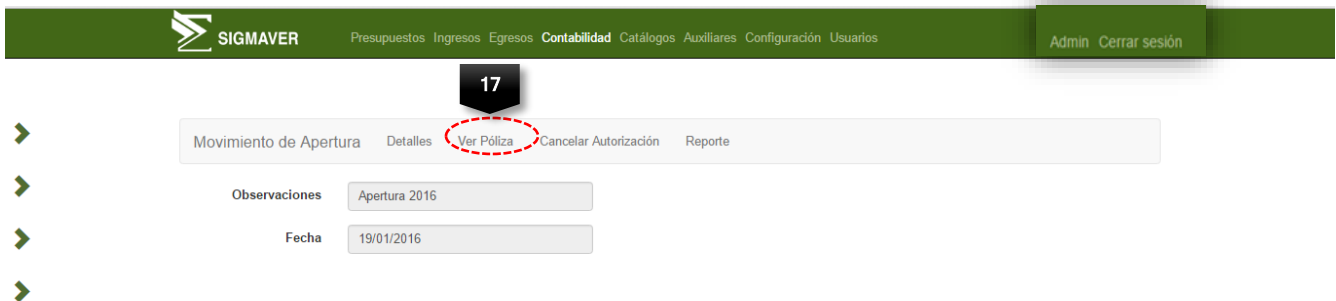 SIGMAVER Presupuestos Ingresos Egresos Contabilidad Catálogos Auxiliares Configuración Usuarios Admin Cerrar sesión
17
Movimiento de Apertura Detalles Ver Póliza Cancelar Autorización Reporte
Observaciones Apertura 2016
Fecha 19/01/2016